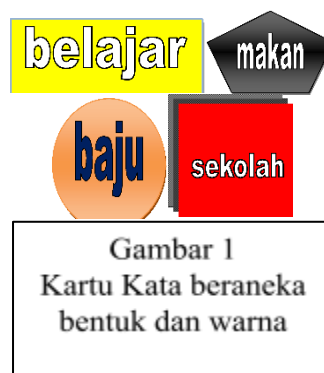 belajar
makan
baju
sekolah
Gambar 1
Kartu Kata beraneka
bentuk dan warna